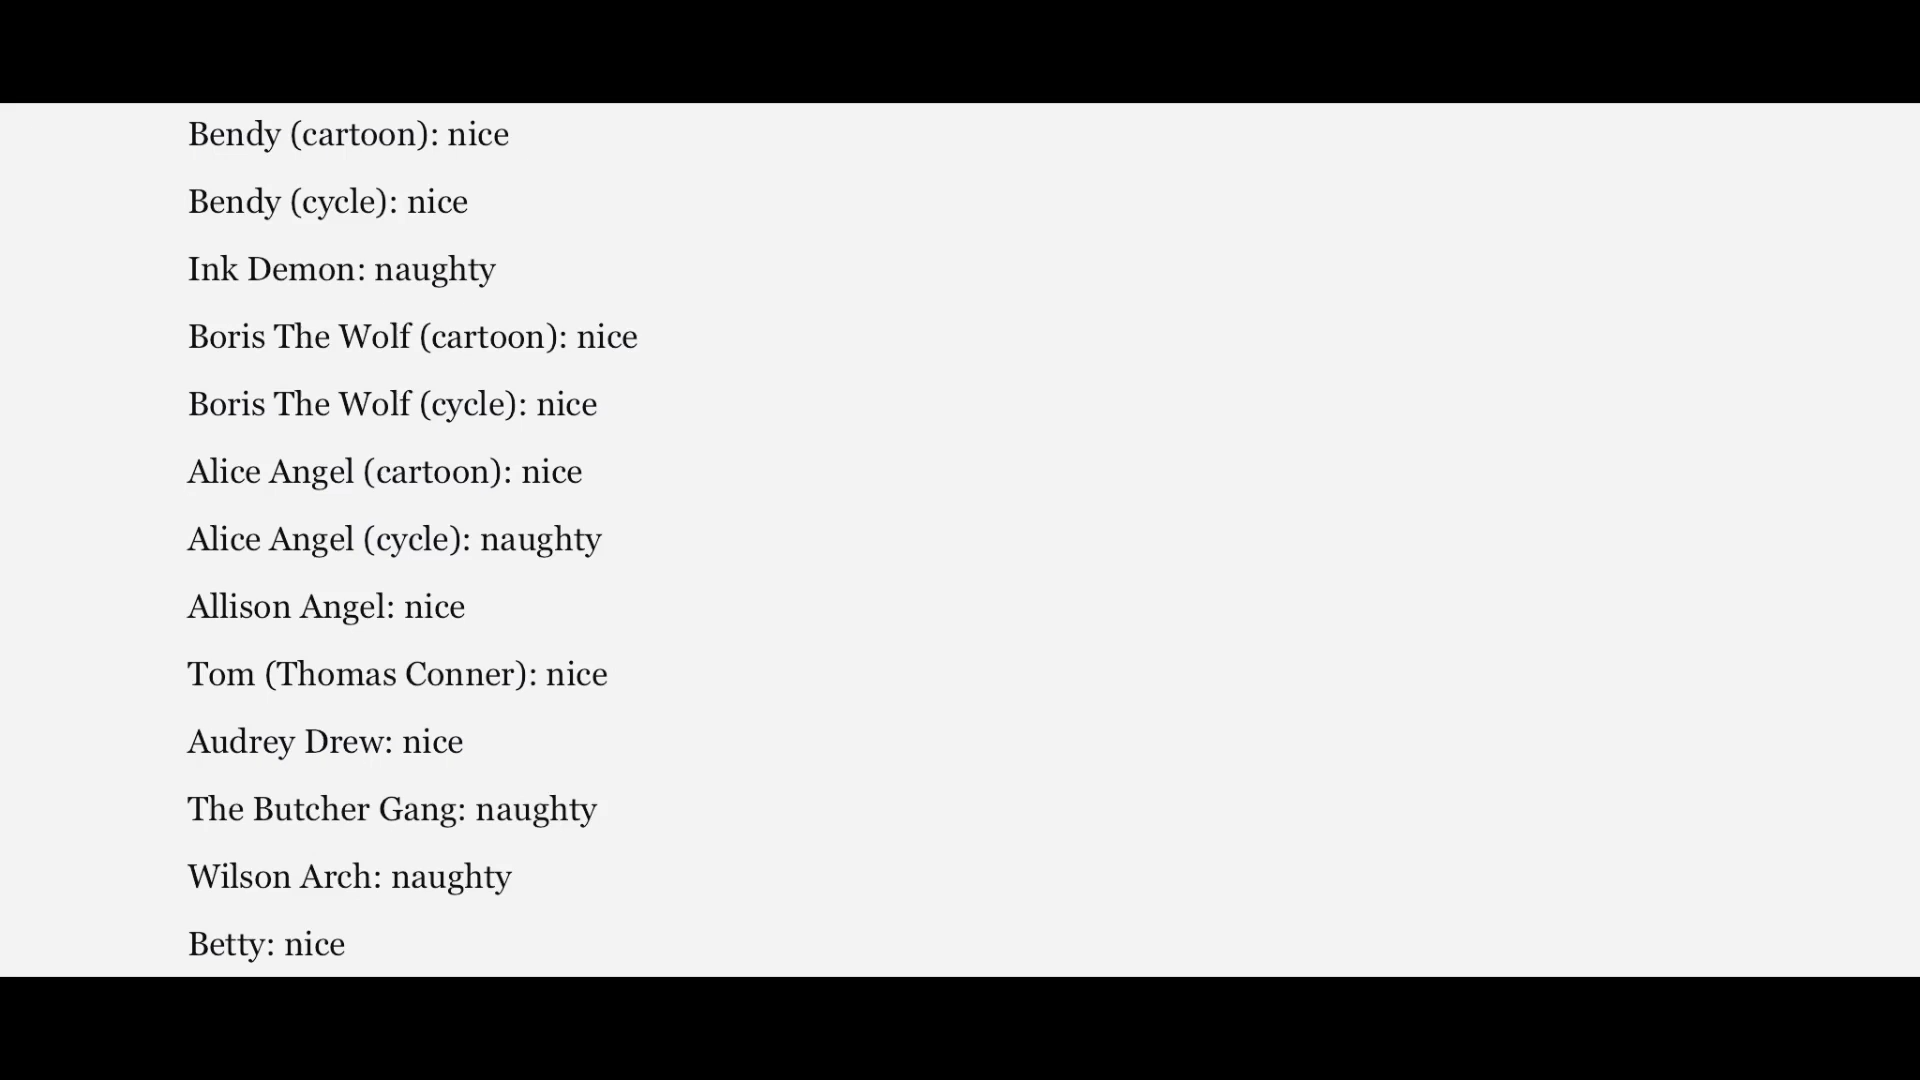 Bendy (cartoon): nice
Bendy (cycle): nice
Ink Demon: naughty
Boris The Wolf (cartoon): nice
Boris The Wolf (cycle): nice
Alice Angel (cartoon): nice
Alice Angel (cycle): naughty
Allison Angel: nice
Tom (Thomas Conner): nice
Audrey Drew: nice
The Butcher Gang: naughty
Wilson Arch: naughty
Betty: nice